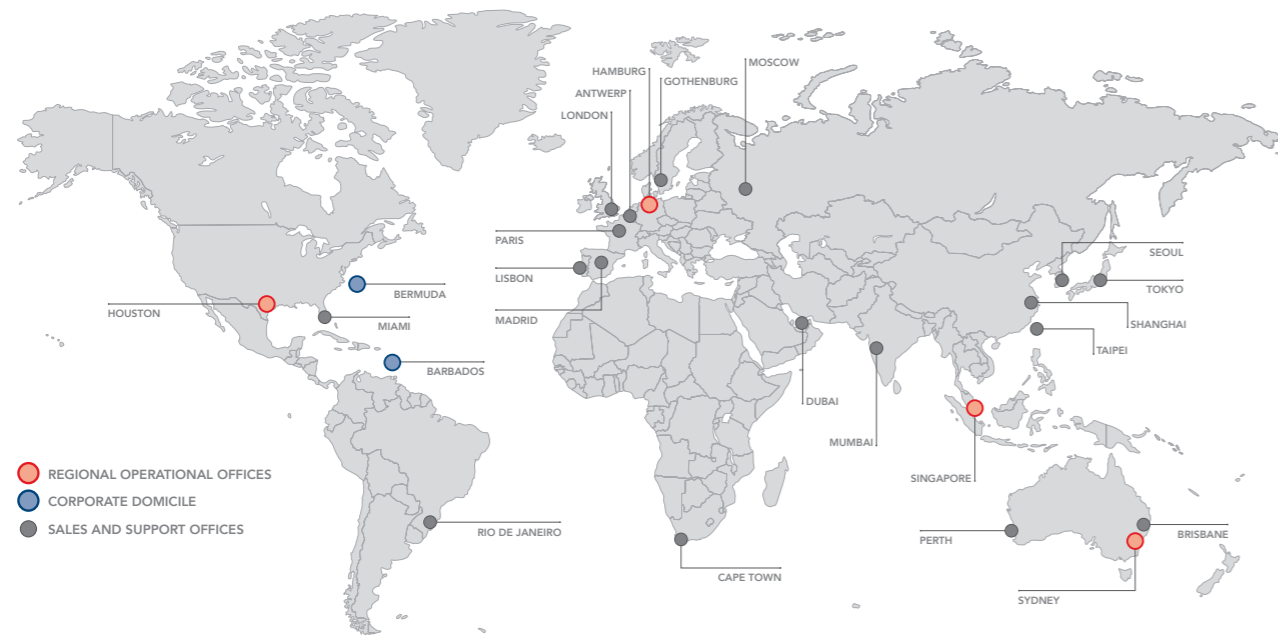 MOSCOW
HAMBURG
GOTHENBURG
ANTWERP
LONDON
PARIS
SEOUL
LISBON
BERMUDA
TOKYO
HOUSTON
MIAMI
MADRID
SHANGHAI
TAIPEI
BARBADOS
DUBAI
MUMBAI
REGIONAL OPERATIONAL OFFICES
SINGAPORE
CORPORATE DOMICILE
SALES AND SUPPORT OFFICES
RIO DE JANEIRO
PERTH
BRISBANE
CAPE TOWN
SYDNEY